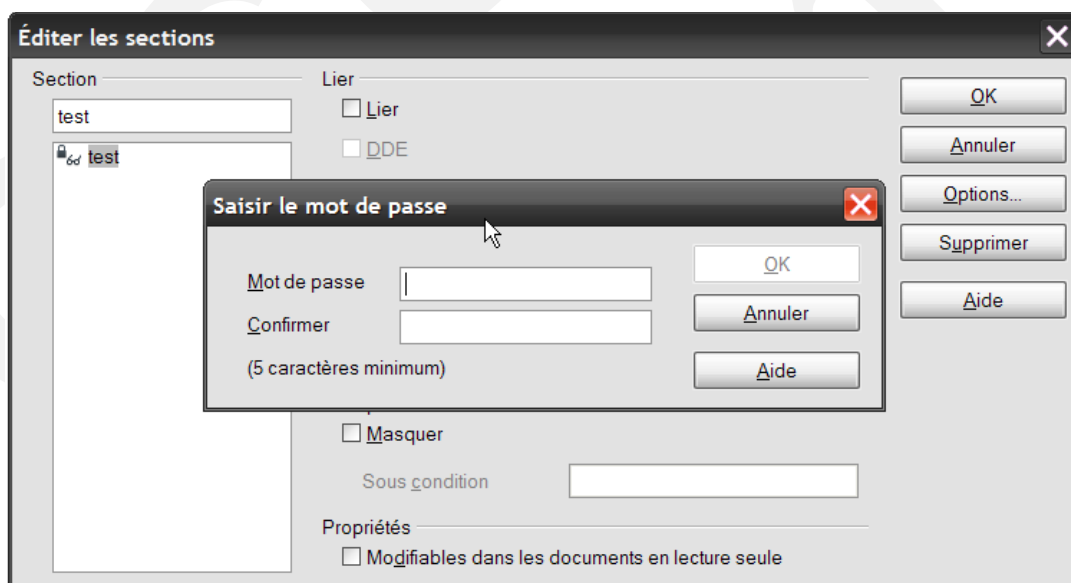 Éditer les sections
Section
test
test
Lier
Lier
DDE
Saisir le mot de passe
Mot de passe
Confirmer
(5 caractères minimum)
OK
Annuler
Aide
Masquer
Sous condition
Propriétés
Modifiables dans les documents en lecture seule
OK
Annuler
Options...
Supprimer
Aide